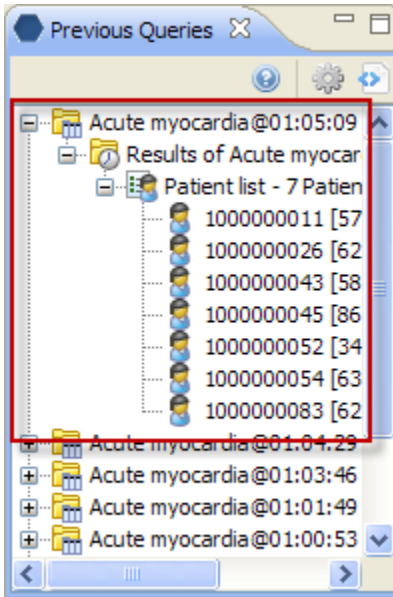 Previous Queries
Acute myocardia@01:05:09
Results of Acute myocar
Patient list - 7 Patien
1000000011 [57
1000000026 [62
1000000043 [58
1000000045 [86
1000000052 [34
1000000054 [63
1000000083 [62
Acute myocardia@01:04:29
Acute myocardia@01:03:46
Acute myocardia@01:01:49
Acute myocardia@01:00:53